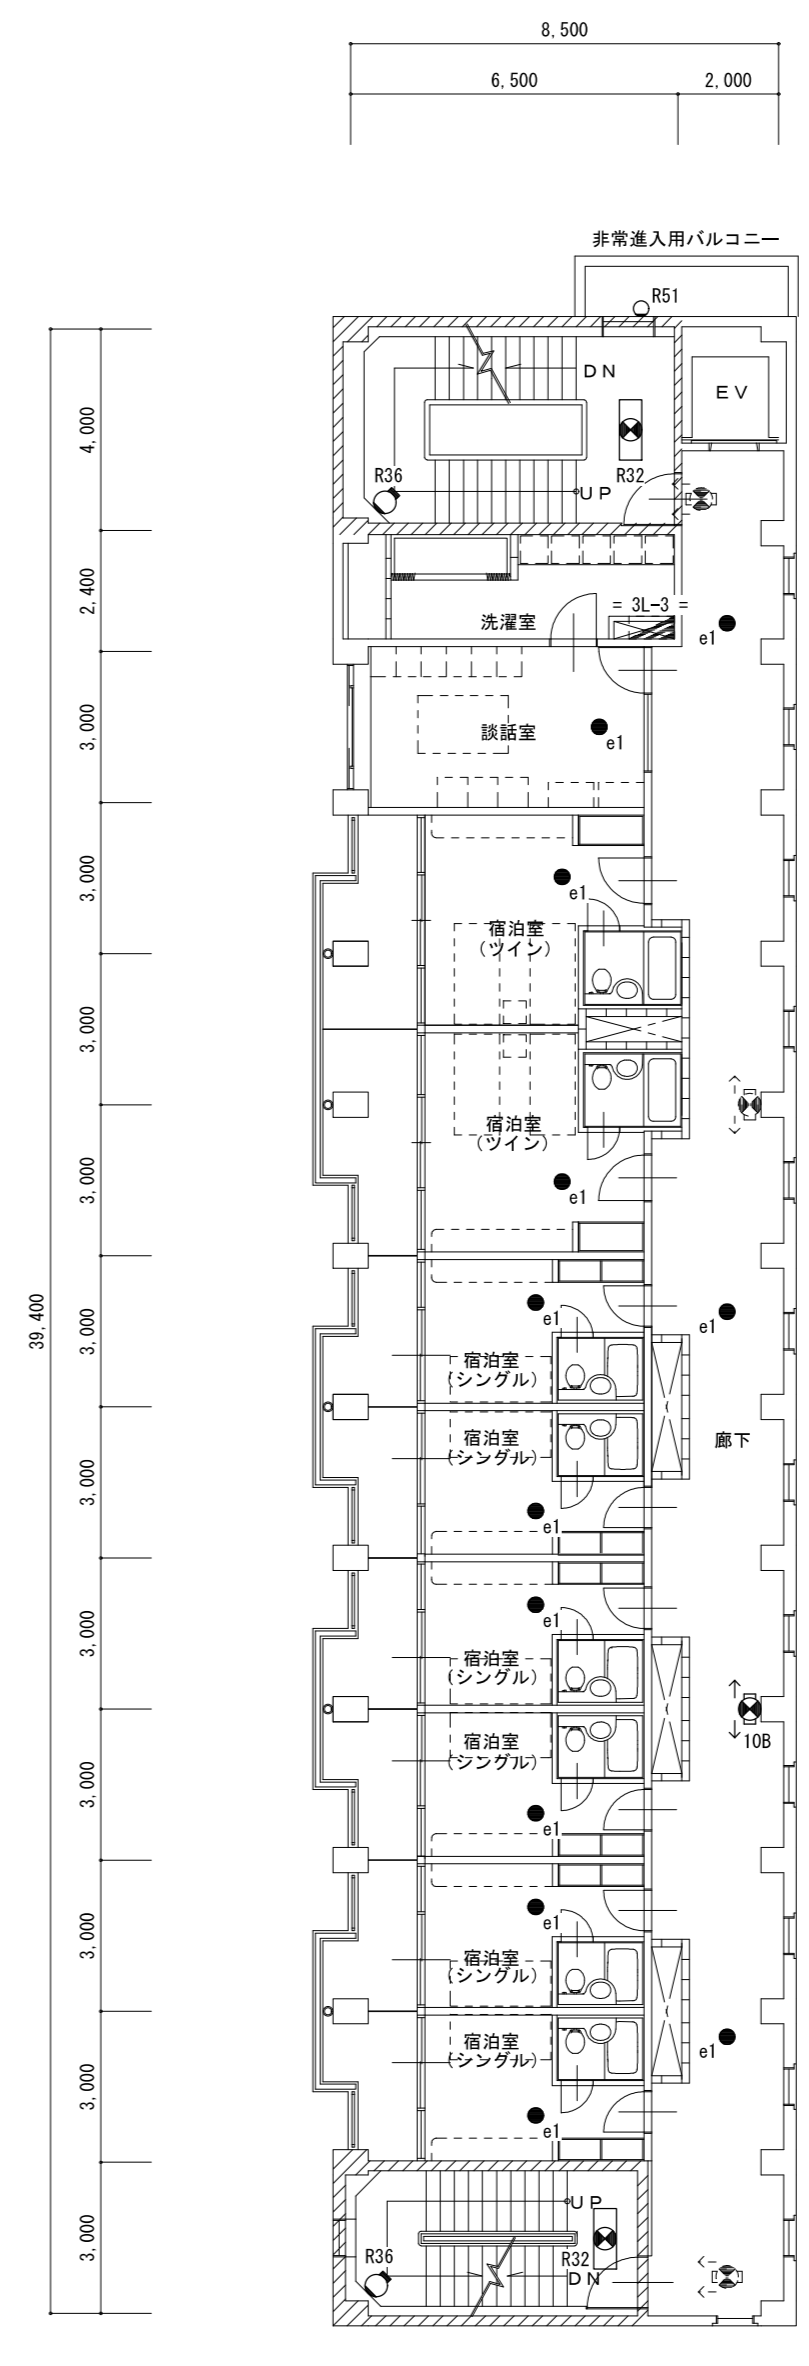 8,500
6,500
2,000
非常進入用バルコニー
R51
DN
EV
4,000
R36
R32
UP
2,400
= 3L-3 =
洗濯室
e1
3,000
談話室
e1
3,000
e1
宿泊室
(ツイン)
3,000
宿泊室
(ツイン)
3,000
e1
39,400
3,000
e1
e1
宿泊室
(シングル)
宿泊室
(シングル)
廊下
3,000
e1
3,000
e1
宿泊室
(シングル)
宿泊室
(シングル)
10B
3,000
e1
3,000
e1
宿泊室
(シングル)
宿泊室
(シングル)
e1
3,000
e1
UP
3,000
R36
R32
DN